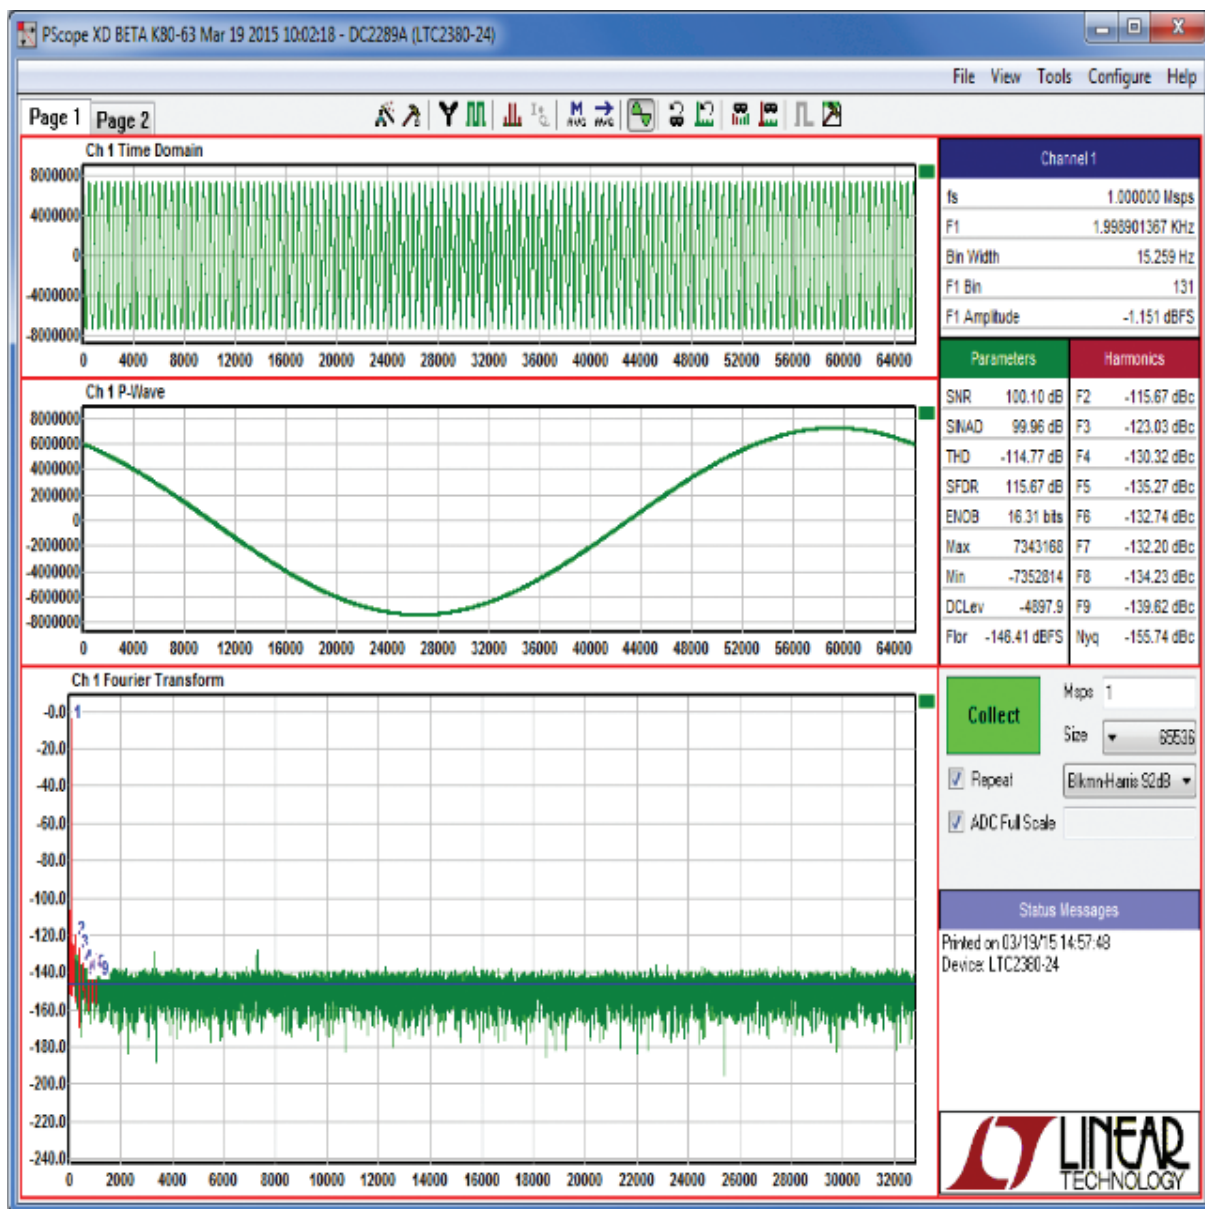 PScope XD BETA K80-63 Mar 19 2015 10:02:18 - DC2289A (LTC2380-24)
File View Tools Configure Help
Page 1 Page 2
M AVG AVG
Ch 1 Time Domain
8000000
4000000
0
-4000000
-8000000
0 4000 8000 12000 16000 20000 24000 28000 32000 36000 40000 44000 48000 52000 56000 60000 64000
Ch 1 P-Wave
8000000
6000000
4000000
2000000
0
-2000000
-4000000
-6000000
-8000000
0 4000 8000 12000 16000 20000 24000 28000 32000 36000 40000 44000 48000 52000 56000 60000 64000
Ch 1 Fourier Transform
-0.0
-20.0
-40.0
-60.0
-80.0
-100.0
-120.0
-140.0
-160.0
-180.0
-200.0
-220.0
-240.0
1
2
3
4
9
0 2000 4000 6000 8000 10000 12000 14000 16000 18000 20000 22000 24000 26000 28000 30000 32000
Channel 1
fs 1.000000 Msps
F1 1.998901367 KHz
Bin Width 15.259 Hz
F1 Bin 131
F1 Amplitude -1.151 dBFS
Parameters Harmonics
SNR 100.10 dB F2 -115.67 dBc
SINAD 99.96 dB F3 -123.03 dBc
THD -114.77 dB F4 -130.32 dBc
SFDR 115.67 dB F5 -135.27 dBc
ENOB 16.31 bits F6 -132.74 dBc
Max 7343168 F7 -132.20 dBc
Min -7352814 F8 -134.23 dBc
DCLev -4897.9 F9 -139.62 dBc
Flor -146.41 dBFS Nyq -155.74 dBc
Collect
Msps 1
Size 65536
Repeat
Blkmn-Harris 92dB
ADC Full Scale
Status Messages
Printed on 03/19/15 14:57:48
Device: LTC2380-24
LINEAR
TECHNOLOGY